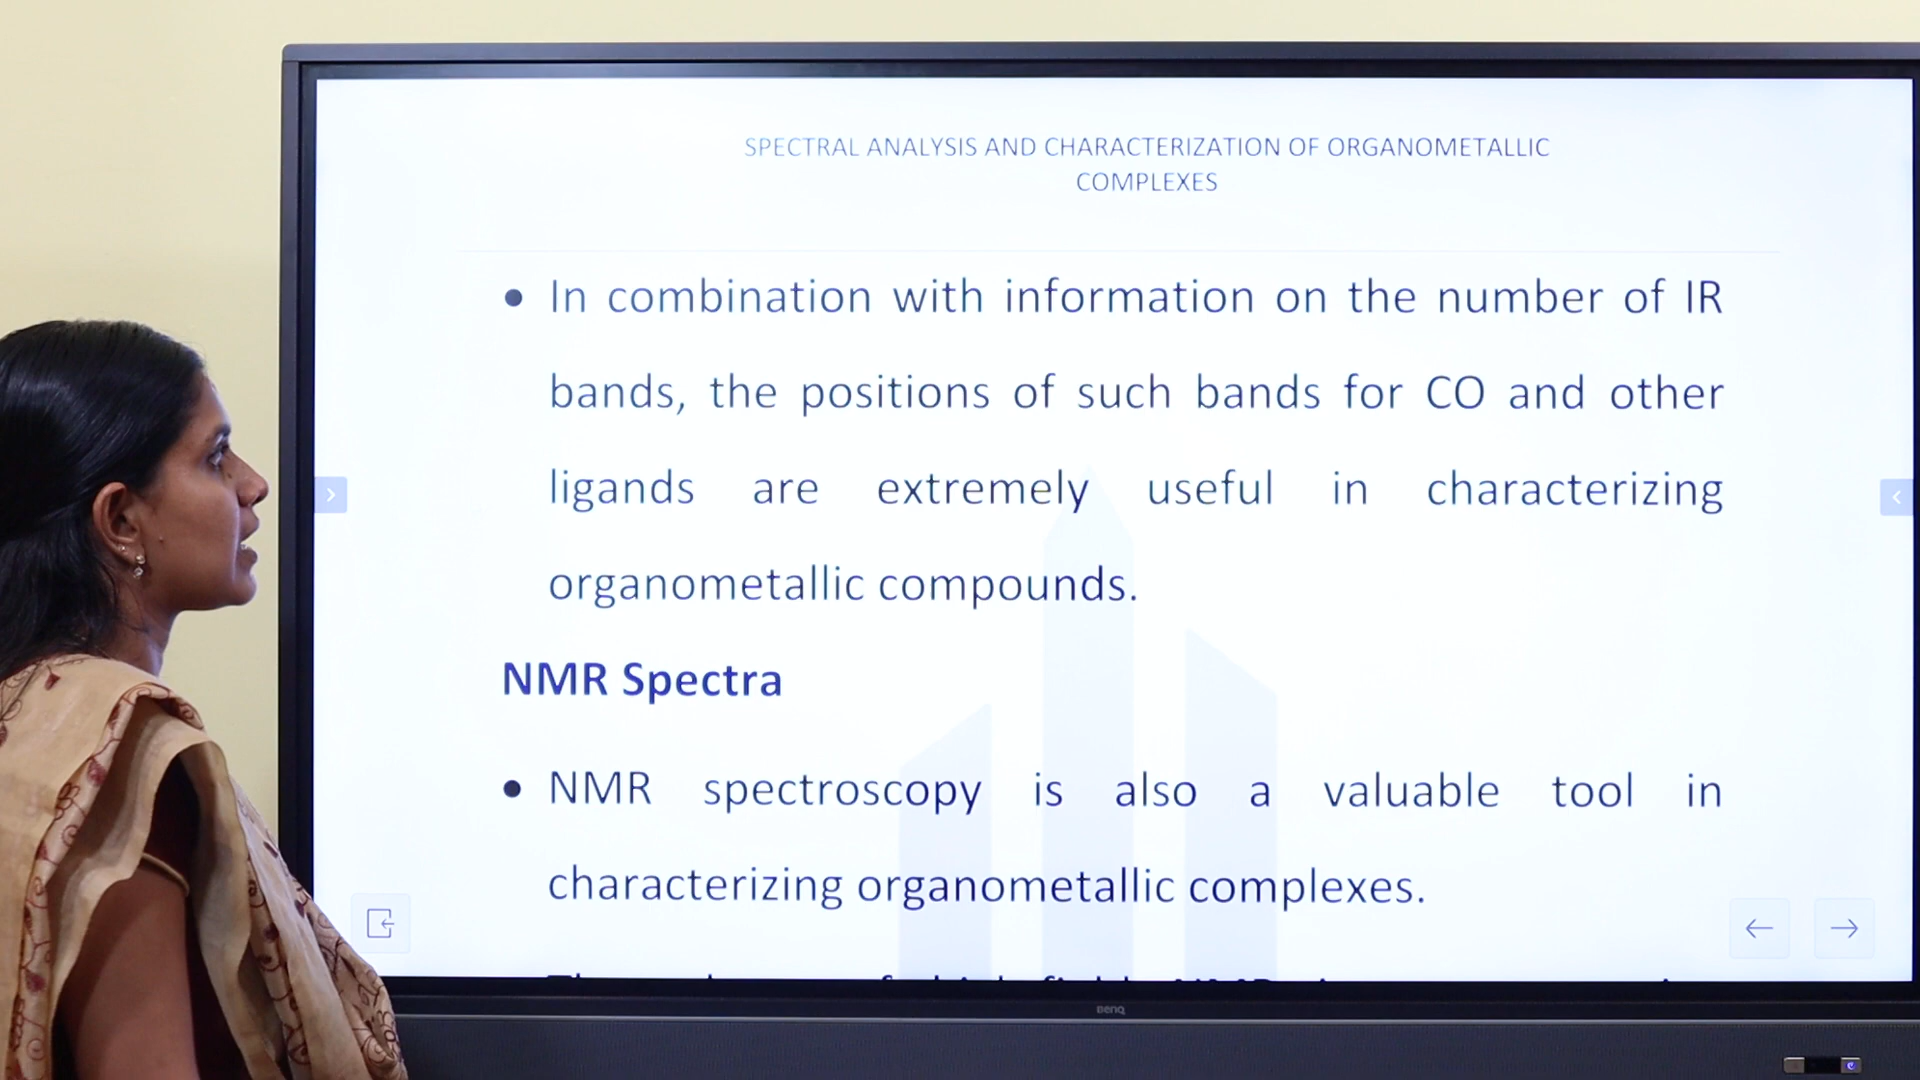 SPECTRAL ANALYSIS AND CHARACTERIZATION OF ORGANOMETALLIC
COMPLEXES
• In combination with information on the number of IR
bands, the positions of such bands for CO and other
ligands are extremely useful in characterizing
organometallic compounds.
NMR Spectra
• NMR spectroscopy is also a valuable tool in
characterizing organometallic complexes.
BenQ